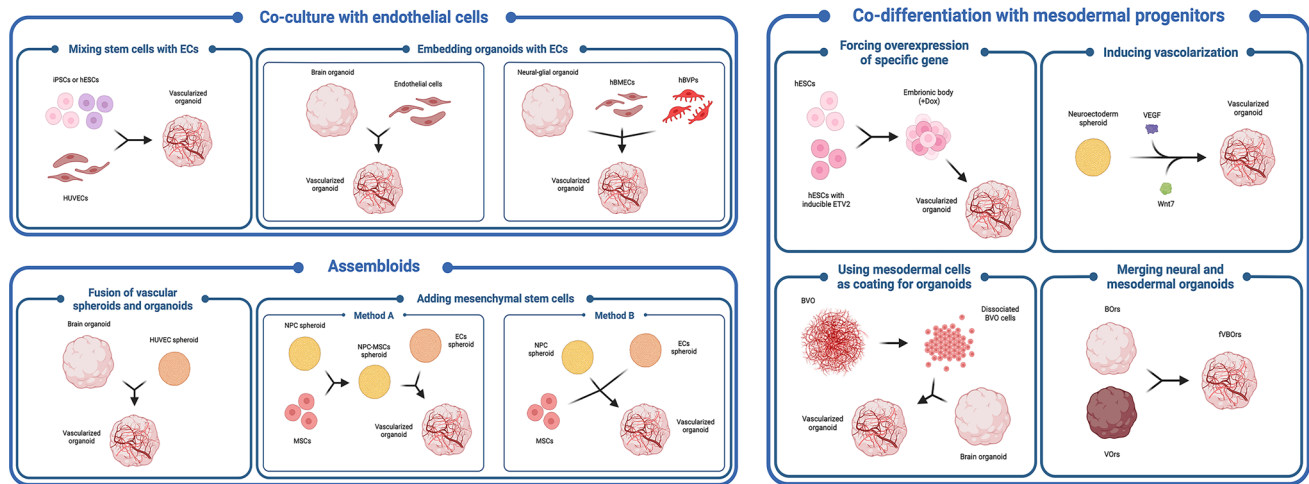 Co-culture with endothelial cells
Mixing stem cells with ECs
iPSCs or hESCs
Vascularized
organoid
HUVECs
Embedding organoids with ECs
Brain organoid
Endothelial cells
Vascularized
organoid
Neural-glial organoid
hBMECs
hBVPs
Vascularized
organoid
Assembloids
Fusion of vascular
spheroids and organoids
Brain organoid
HUVEC spheroid
Vascularized
organoid
Adding mesenchymal stem cells
Method A
NPC spheroid
NPC-MSCs
spheroid
ECs
spheroid
MSCs
Vascularized
organoid
Method B
NPC
spheroid
ECs
spheroid
MSCs
Vascularized
organoid
Co-differentiation with mesodermal progenitors
Forcing overexpression
of specific gene
hESCs
Embrionic body
(+Dox)
hESCs with
inducible ETV2
Vascularized
organoid
Inducing vascolarization
Neuroectoderm
spheroid
VEGF
Wnt7
Vascularized
organoid
Using mesodermal cells
as coating for organoids
BVO
Dissociated
BVO cells
Vascularized
organoid
Brain organoid
Merging neural and
mesodermal organoids
BOrs
fVBOrs
VOrs